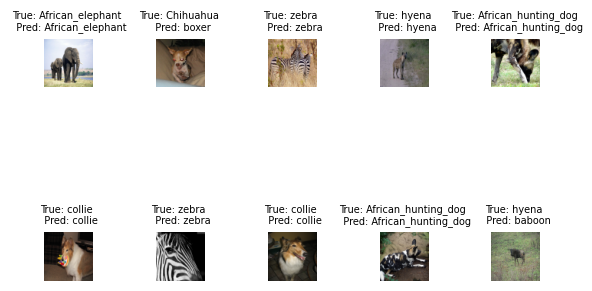 True: African_elephant
Pred: African_elephant
True: Chihuahua
Pred: boxer
True: zebra
Pred: zebra
True: hyena
Pred: hyena
True: African_hunting_dog
Pred: African_hunting_dog
True: collie
Pred: collie
True: zebra
Pred: zebra
True: collie
Pred: collie
True: African_hunting_dog
Pred: African_hunting_dog
True: hyena
Pred: baboon